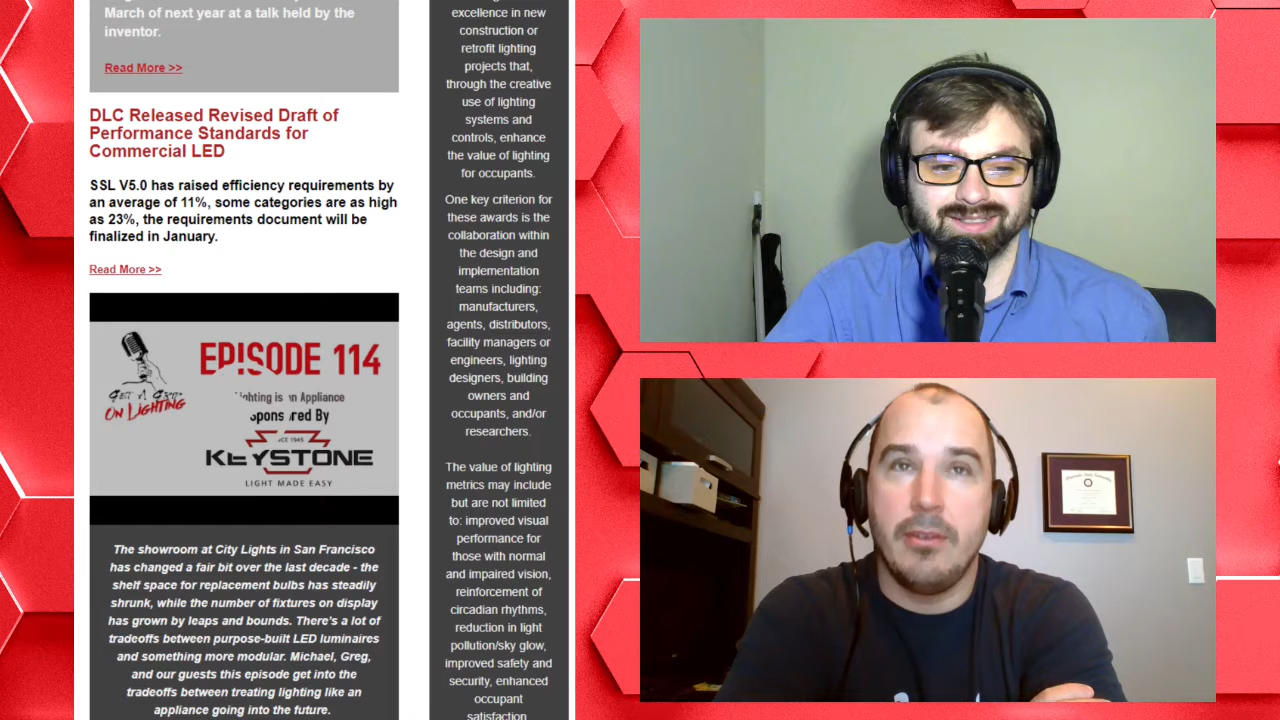 March of next year at a talk held by the
inventor.
Read More >>
DLC Released Revised Draft of
Performance Standards for
Commercial LED
SSL V5.0 has raised efficiency requirements by
an average of 11%, some categories are as high
as 23%, the requirements document will be
finalized in January.
Read More >>
EPISODE 114
GET A GRIP
ON LIGHTING
Lighting is an Appliance
Sponsored By
KEYSTONE
LIGHT MADE EASY
The showroom at City Lights in San Francisco
has changed a fair bit over the last decade - the
shelf space for replacement bulbs has steadily
shrunk, while the number of fixtures on display
has grown by leaps and bounds. There's a lot of
tradeoffs between purpose-built LED luminaires
and something more modular. Michael, Greg,
and our guests this episode get into the
tradeoffs between treating lighting like an
appliance going into the future.
excellence in new
construction or
retrofit lighting
projects that,
through the creative
use of lighting
systems and
controls, enhance
the value of lighting
for occupants.
One key criterion for
these awards is the
collaboration within
the design and
implementation
teams including:
manufacturers,
agents, distributors,
facility managers or
engineers, lighting
designers, building
owners and
occupants, and/or
researchers.
The value of lighting
metrics may include
but are not limited
to: improved visual
performance for
those with normal
and impaired vision,
reinforcement of
circadian rhythms,
reduction in light
pollution/sky glow,
improved safety and
security, enhanced
occupant
satisfaction